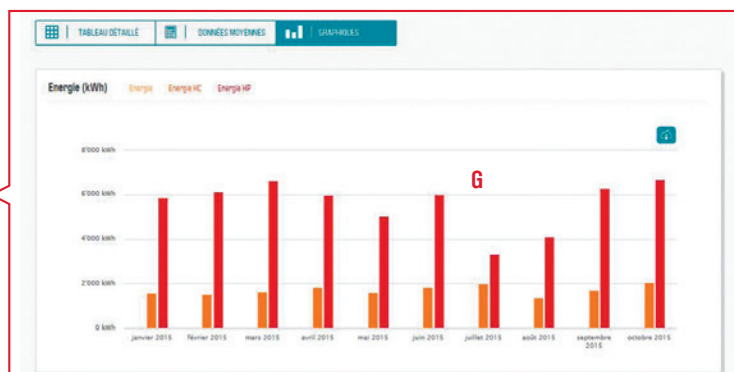 TABLEAU DÉTAILLÉ | DONNÉES MOYENNES | GRAPHIQUES
Energie (kWh) Energie Energie HC Energie HP
8'000 kWh
G
6'000 kWh
4'000 kWh
2'000 kWh
0 kWh
janvier 2015 février 2015 mars 2015 avril 2015 mai 2015 juin 2015 juillet 2015 août 2015 septembre 2015 octobre 2015